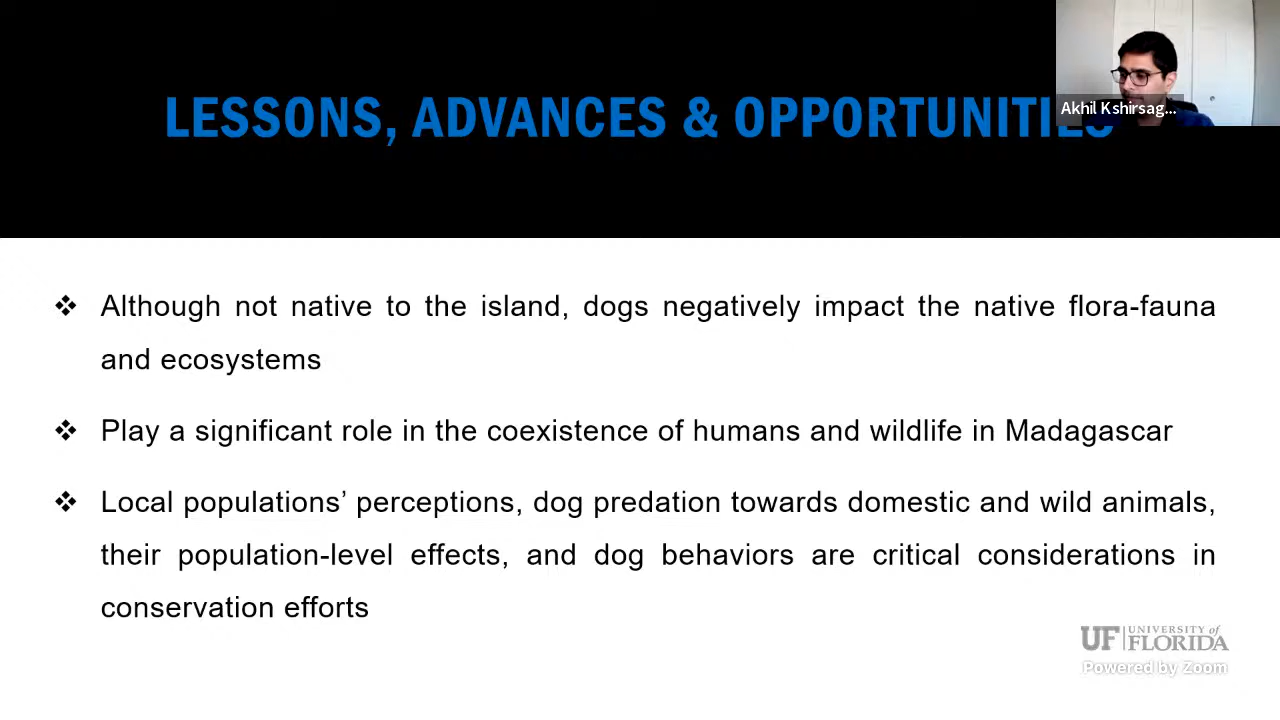 LESSONS, ADVANCES & OPPORTUNITIES
Akhil Kshirsag...
❖ Although not native to the island, dogs negatively impact the native flora-fauna
and ecosystems
❖ Play a significant role in the coexistence of humans and wildlife in Madagascar
❖ Local populations’ perceptions, dog predation towards domestic and wild animals,
their population-level effects, and dog behaviors are critical considerations in
conservation efforts
UF UNIVERSITY of
FLORIDA
Powered by Zoom